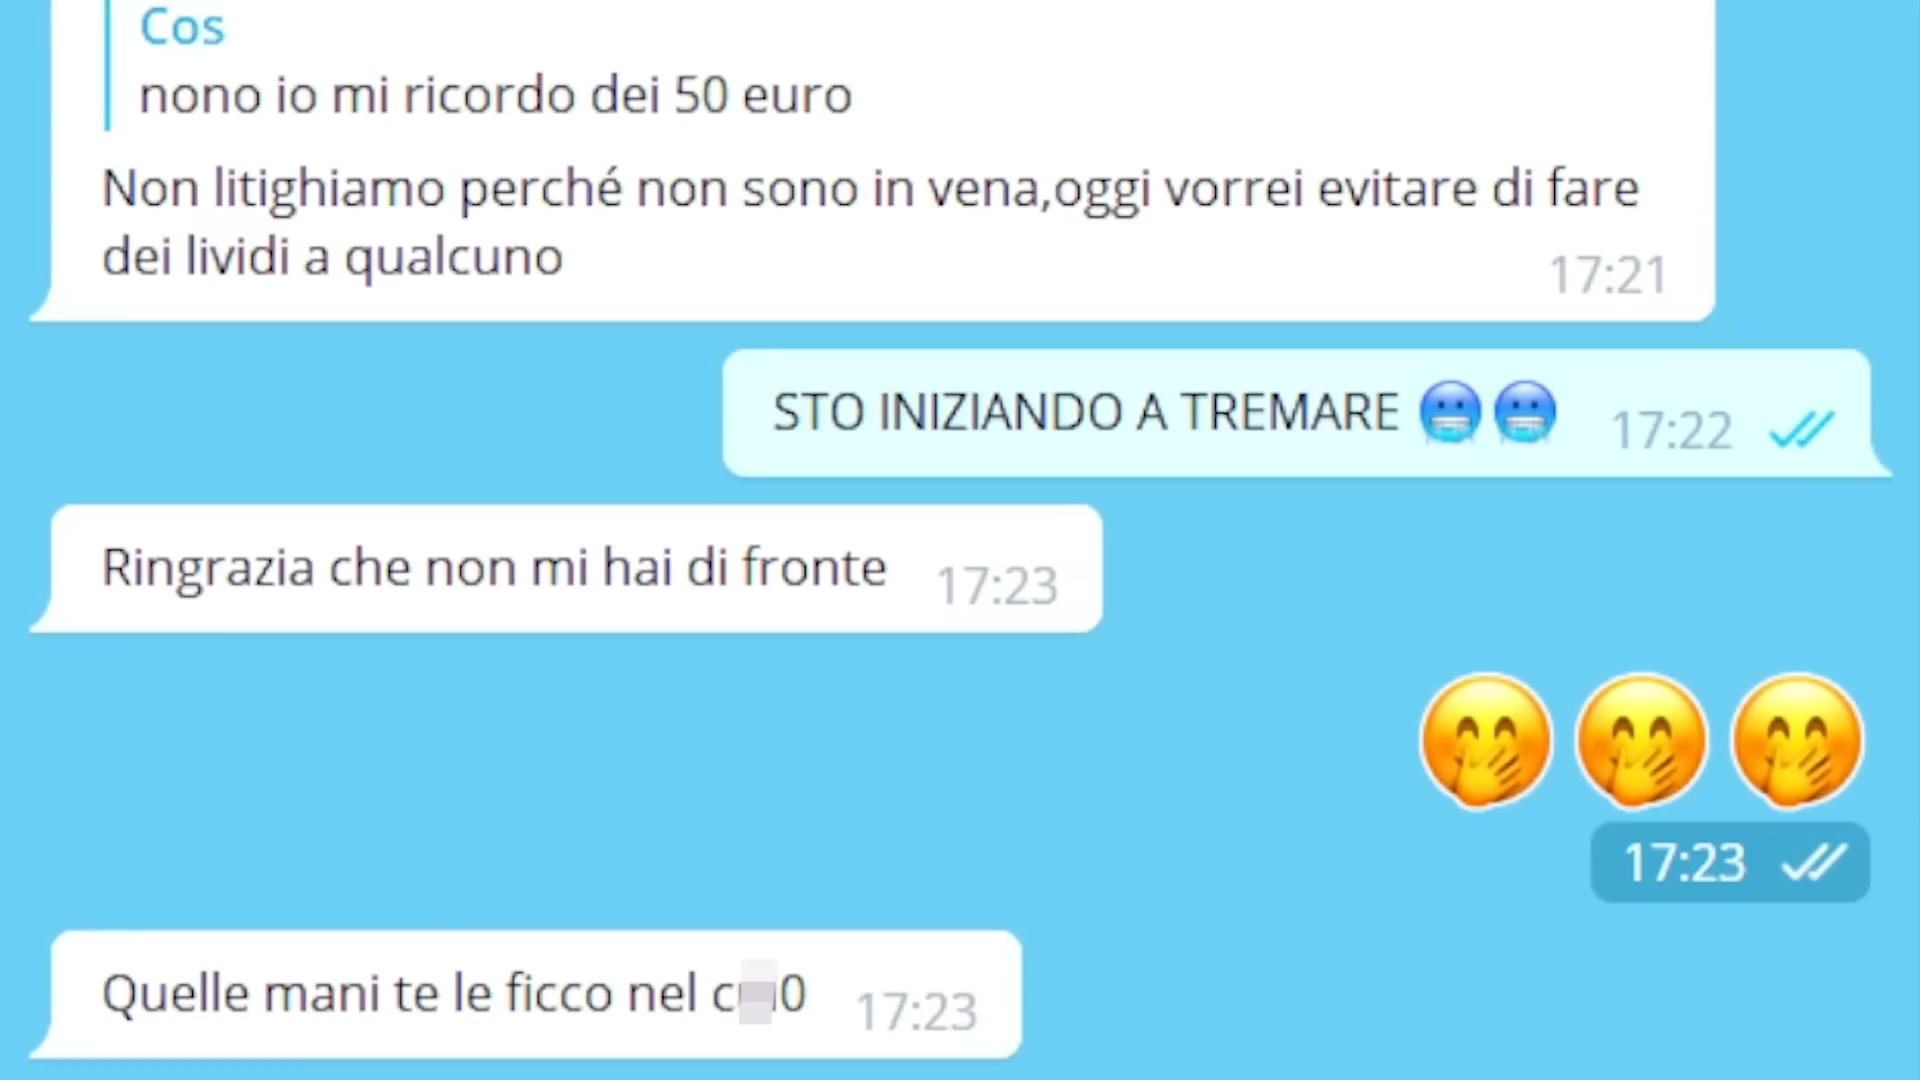 Cos
nono io mi ricordo dei 50 euro
Non litighiamo perché non sono in vena,oggi vorrei evitare di fare
dei lividi a qualcuno
17:21
STO INIZIANDO A TREMARE 🥶🥶 17:22
Ringrazia che non mi hai di fronte 17:23
🤭🤭🤭
17:23
Quelle mani te le ficco nel 17:23